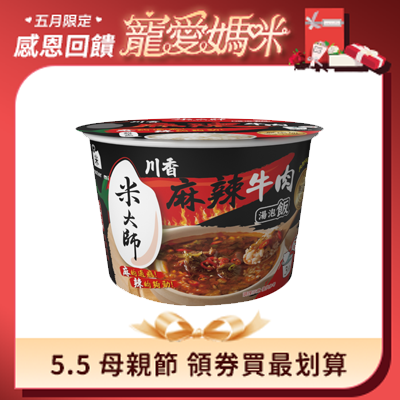 五月限定
感恩回饋
寵愛媽咪
川香
麻辣牛肉
湯泡飯
米大師
麻的過癮!
辣的夠勁!
5.5 母親節 領券買最划算